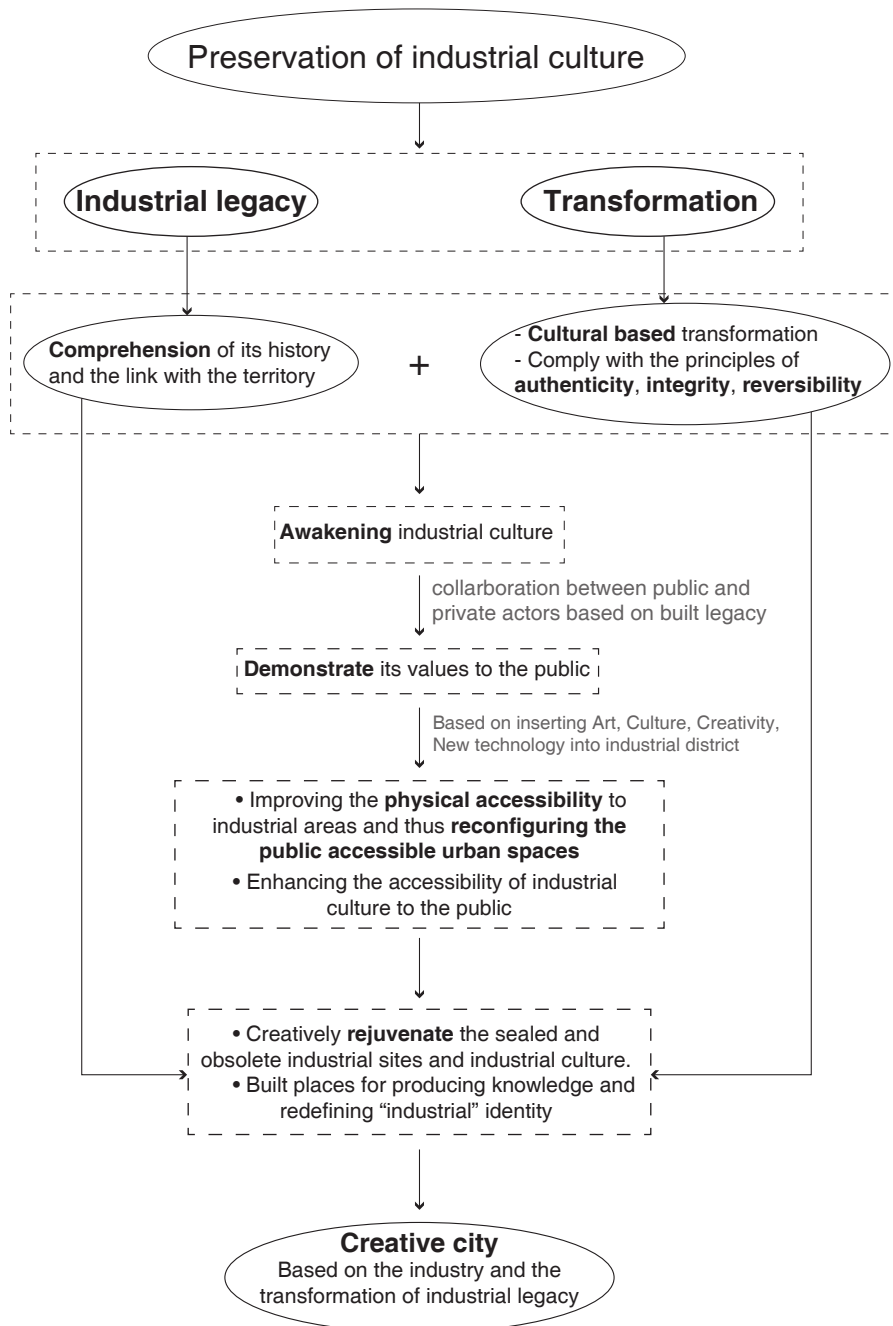 Preservation of industrial culture
Industrial legacy
Transformation
Comprehension of its history
and the link with the territory
+
- Cultural based transformation
- Comply with the principles of
authenticity, integrity, reversibility
Awakening industrial culture
collarboration between public and
private actors based on built legacy
Demonstrate its values to the public
Based on inserting Art, Culture, Creativity,
New technology into industrial district
• Improving the physical accessibility to
industrial areas and thus reconfiguring the
public accessible urban spaces
• Enhancing the accessibility of industrial
culture to the public
• Creatively rejuvenate the sealed and
obsolete industrial sites and industrial culture.
• Built places for producing knowledge and
redefining “industrial” identity
Creative city
Based on the industry and the
transformation of industrial legacy